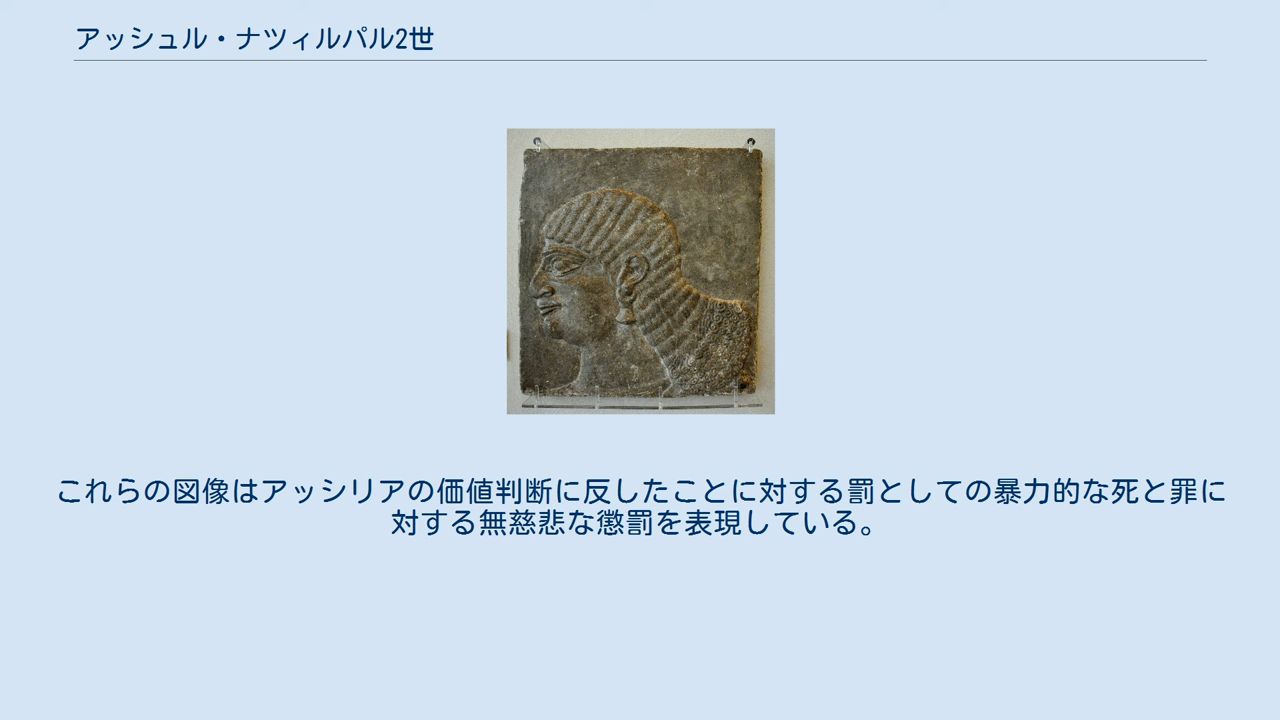 アッシュル・ナツィルパル2世
これらの図像はアッシリアの価値判断に反したことに対する罰としての暴力的な死と罪に
対する無慈悲な懲罰を表現している。